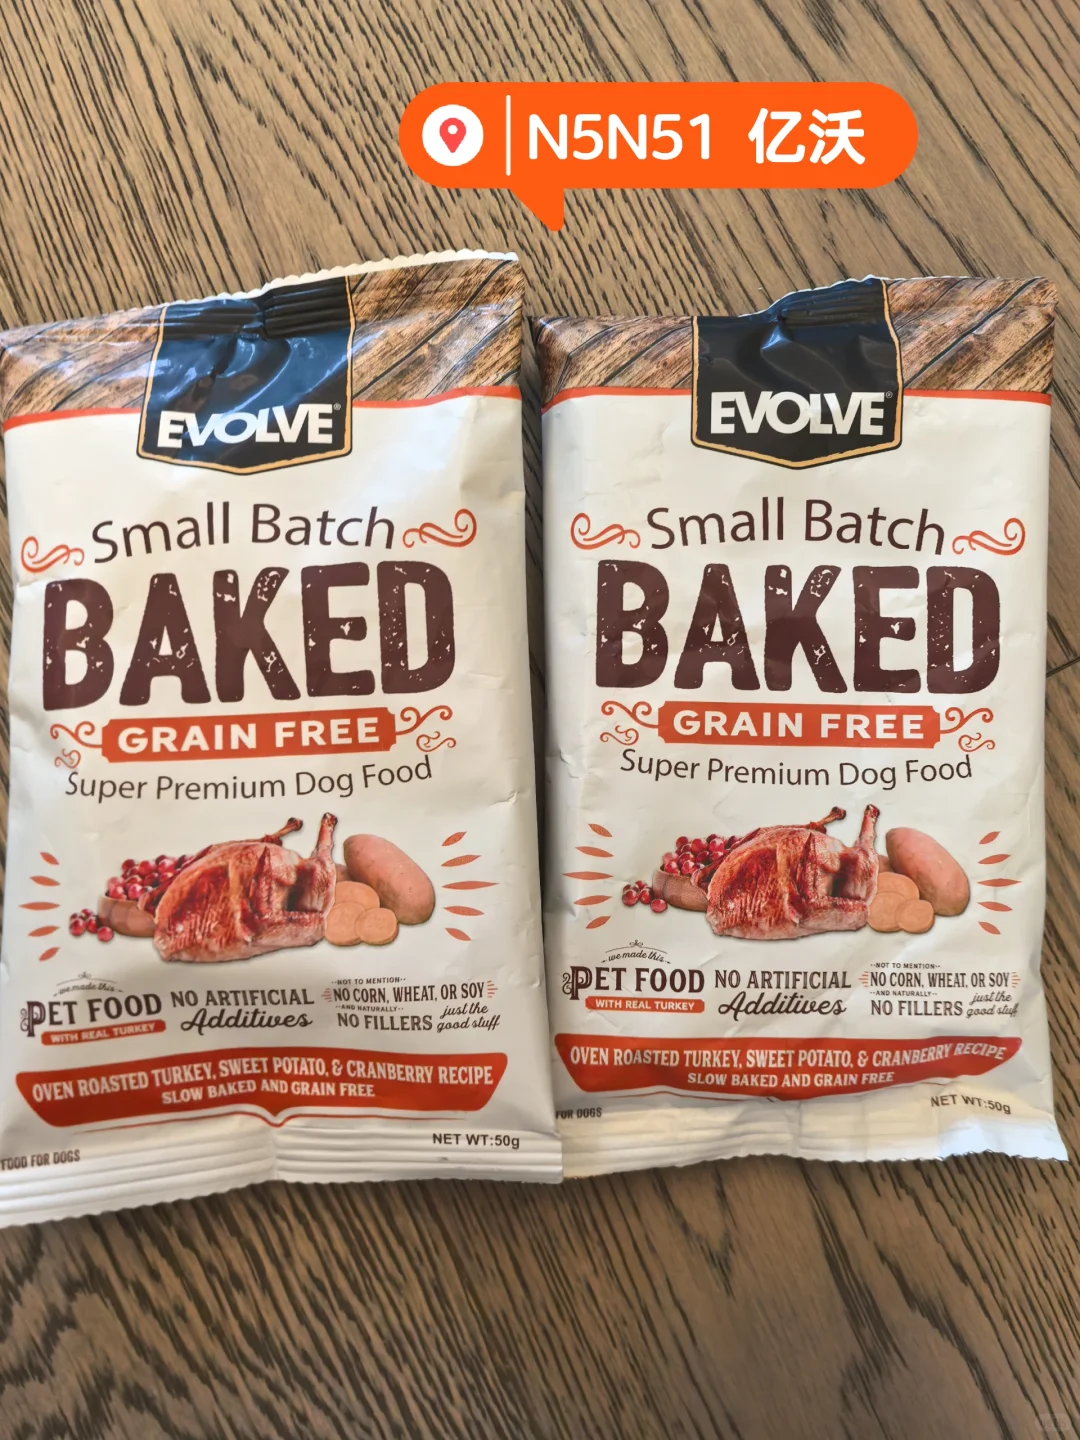 N5N51 亿沃
EVOLVE®
Small Batch
BAKED
GRAIN FREE
Super Premium Dog Food
we made this
PET FOOD
WITH REAL TURKEY
NO ARTIFICIAL
Additives
··NOT TO MENTION··
NO CORN, WHEAT, OR SOY
--AND NATURALLY--
NO FILLERS just the good stuff
OVEN ROASTED TURKEY, SWEET POTATO, & CRANBERRY RECIPE
SLOW BAKED AND GRAIN FREE
NET WT:50g
FOOD FOR DOGS
EVOLVE®
Small Batch
BAKED
GRAIN FREE
Super Premium Dog Food
we made this
PET FOOD
WITH REAL TURKEY
NO ARTIFICIAL
Additives
··NOT TO MENTION··
NO CORN, WHEAT, OR SOY
--AND NATURALLY--
NO FILLERS just the good stuff
OVEN ROASTED TURKEY, SWEET POTATO, & CRANBERRY RECIPE
SLOW BAKED AND GRAIN FREE
NET WT:50g
FOR DOGS